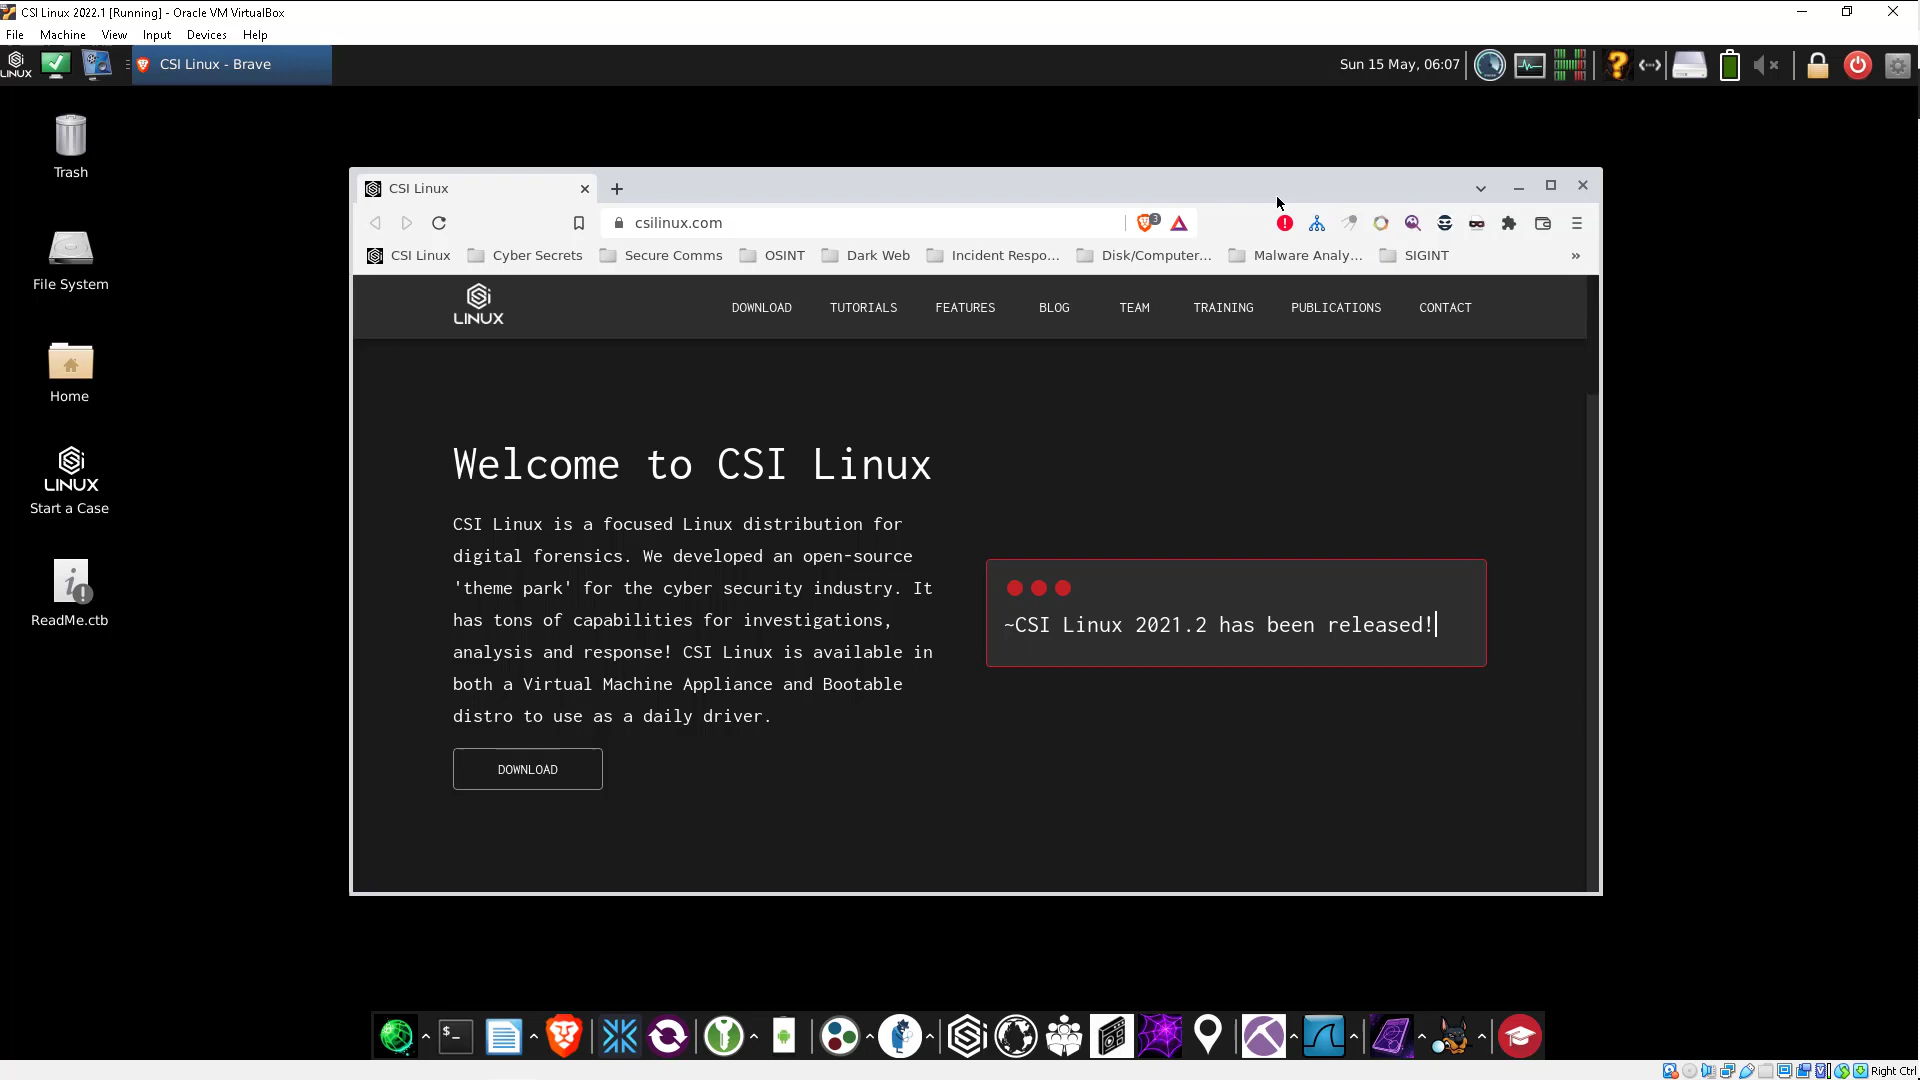 CSI Linux 2022.1 [Running] - Oracle VM VirtualBox
File Machine View Input Devices Help
LINUX CSI Linux - Brave Sun 15 May, 06:07
Trash
File System
Home
LINUX
Start a Case
ReadMe.ctb
CSI Linux
csilinux.com 3
CSI Linux Cyber Secrets Secure Comms OSINT Dark Web Incident Respo... Disk/Computer... Malware Analy... SIGINT »
LINUX DOWNLOAD TUTORIALS FEATURES BLOG TEAM TRAINING PUBLICATIONS CONTACT
Welcome to CSI Linux
CSI Linux is a focused Linux distribution for
digital forensics. We developed an open-source
'theme park' for the cyber security industry. It
has tons of capabilities for investigations,
analysis and response! CSI Linux is available in
both a Virtual Machine Appliance and Bootable
distro to use as a daily driver.
DOWNLOAD
~CSI Linux 2021.2 has been released!
$_
Right Ctrl